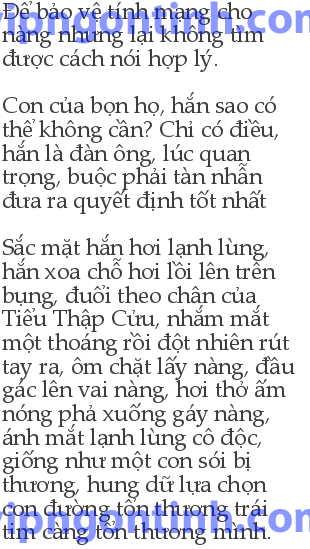 Để bảo vệ tính mạng cho
nàng nhưng lại không tìm
được cách nói hợp lý.
Con của bọn họ, hắn sao có
thể không cần? Chỉ có điều,
hắn là đàn ông, lúc quan
trọng, buộc phải tàn nhẫn
đưa ra quyết định tốt nhất
Sắc mặt hắn hơi lạnh lùng,
hắn xoa chỗ hơi lồi lên trên
bụng, đuổi theo chân của
Tiểu Thập Cửu, nhắm mắt
một thoáng rồi đột nhiên rút
tay ra, ôm chặt lấy nàng, đầu
gác lên vai nàng, hơi thở ấm
nóng phả xuống gáy nàng,
ánh mắt lạnh lùng cô độc,
giống như một con sói bị
thương, hung dữ lựa chọn
con đường tổn thương trái
tim càng tổn thương mình.
vipngontinh.com
vipngontinh.com